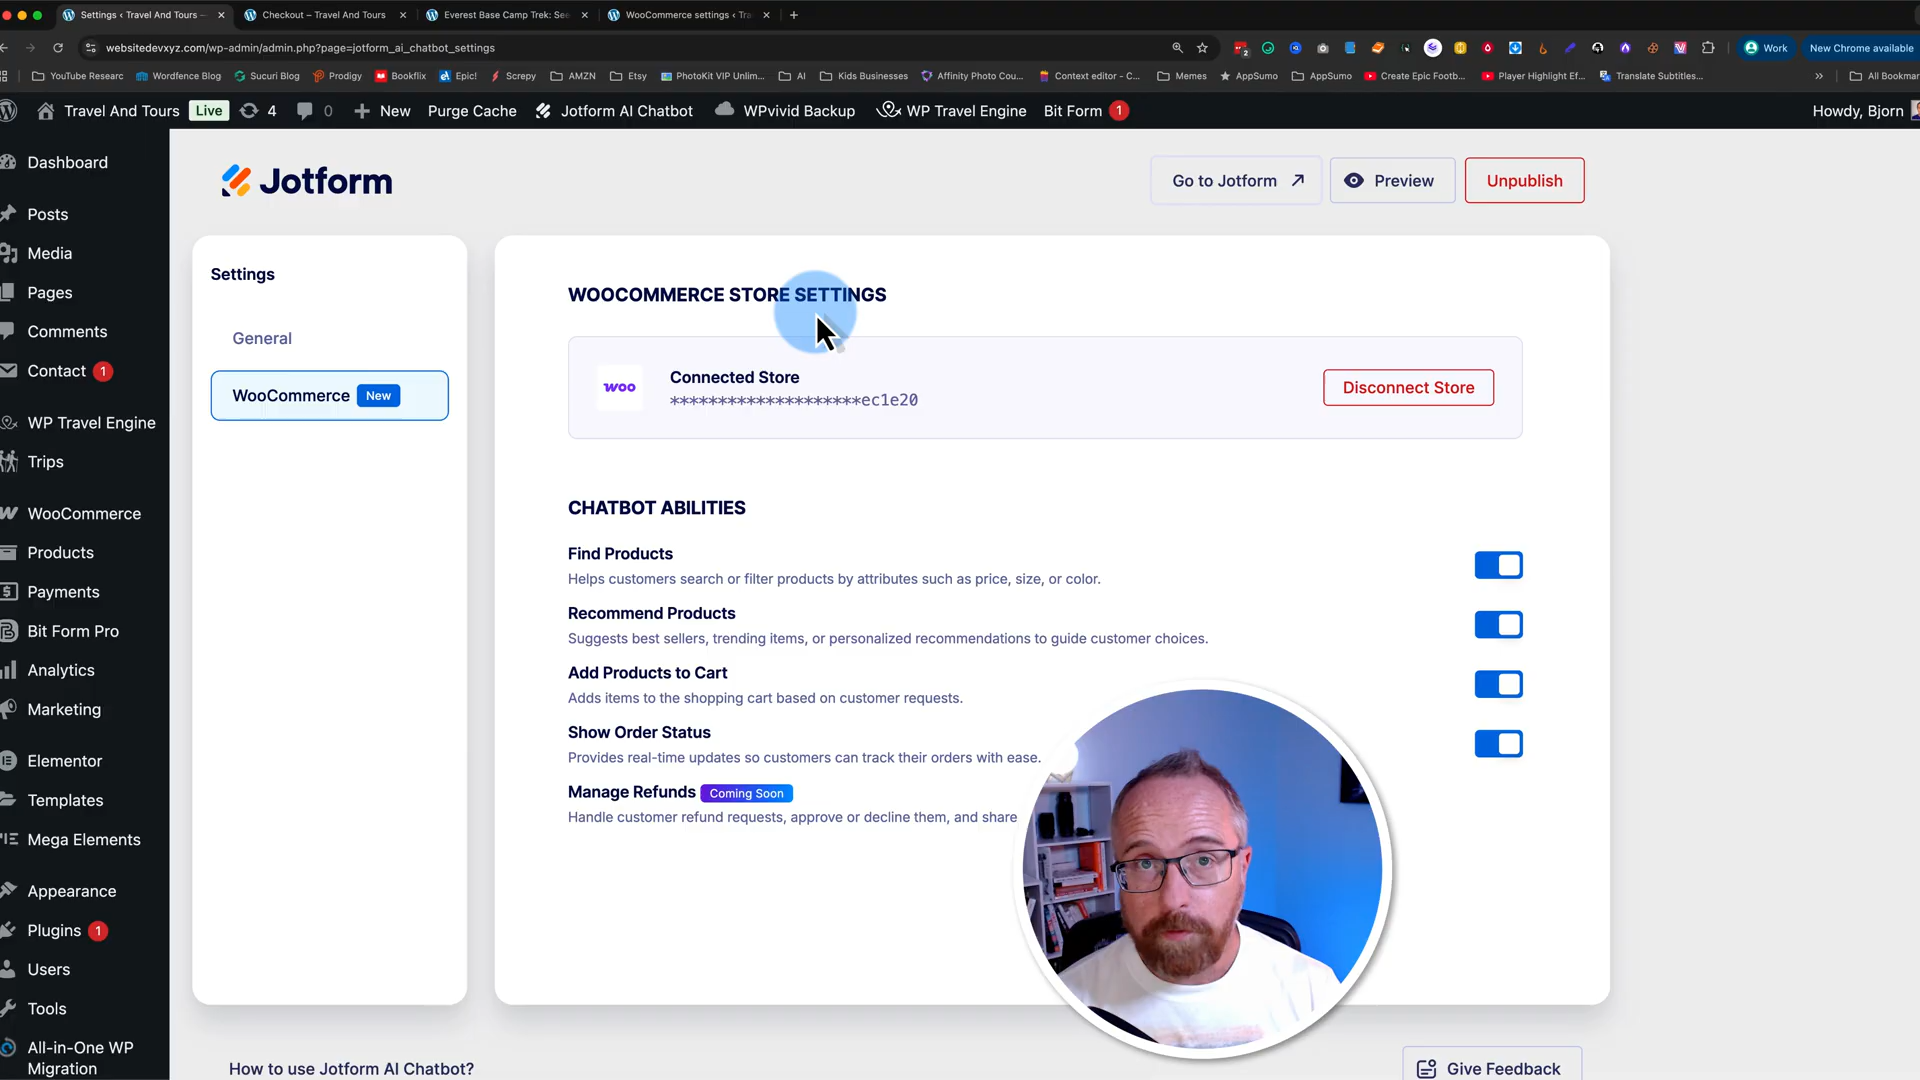 Settings ‹ Travel And Tours —
Checkout – Travel And Tours
Everest Base Camp Trek: See
WooCommerce settings ‹ Tra
websitedevxyz.com/wp-admin/admin.php?page=jotform_ai_chatbot_settings
Work
New Chrome available
YouTube Researc
Wordfence Blog
Sucuri Blog
Prodigy
Bookflix
Epic!
Screpy
AMZN
Etsy
PhotoKit VIP Unlim...
AI
Kids Businesses
Affinity Photo Cou...
Context editor - C...
Memes
AppSumo
AppSumo
Create Epic Footb...
Player Highlight Ef...
Translate Subtitles...
All Bookmar
Travel And Tours
Live
4
0
New
Purge Cache
Jotform AI Chatbot
WPvivid Backup
WP Travel Engine
Bit Form 1
Howdy, Bjorn
Dashboard
Posts
Media
Pages
Comments
Contact 1
WP Travel Engine
Trips
WooCommerce
Products
Payments
Bit Form Pro
Analytics
Marketing
Elementor
Templates
Mega Elements
Appearance
Plugins 1
Users
Tools
All-in-One WP
Migration
Jotform
Go to Jotform
Preview
Unpublish
Settings
General
WooCommerce New
WOOCOMMERCE STORE SETTINGS
woo
Connected Store
********************ec1e20
Disconnect Store
CHATBOT ABILITIES
Find Products
Helps customers search or filter products by attributes such as price, size, or color.
Recommend Products
Suggests best sellers, trending items, or personalized recommendations to guide customer choices.
Add Products to Cart
Adds items to the shopping cart based on customer requests.
Show Order Status
Provides real-time updates so customers can track their orders with ease.
Manage Refunds Coming Soon
Handle customer refund requests, approve or decline them, and share
How to use Jotform AI Chatbot?
Give Feedback